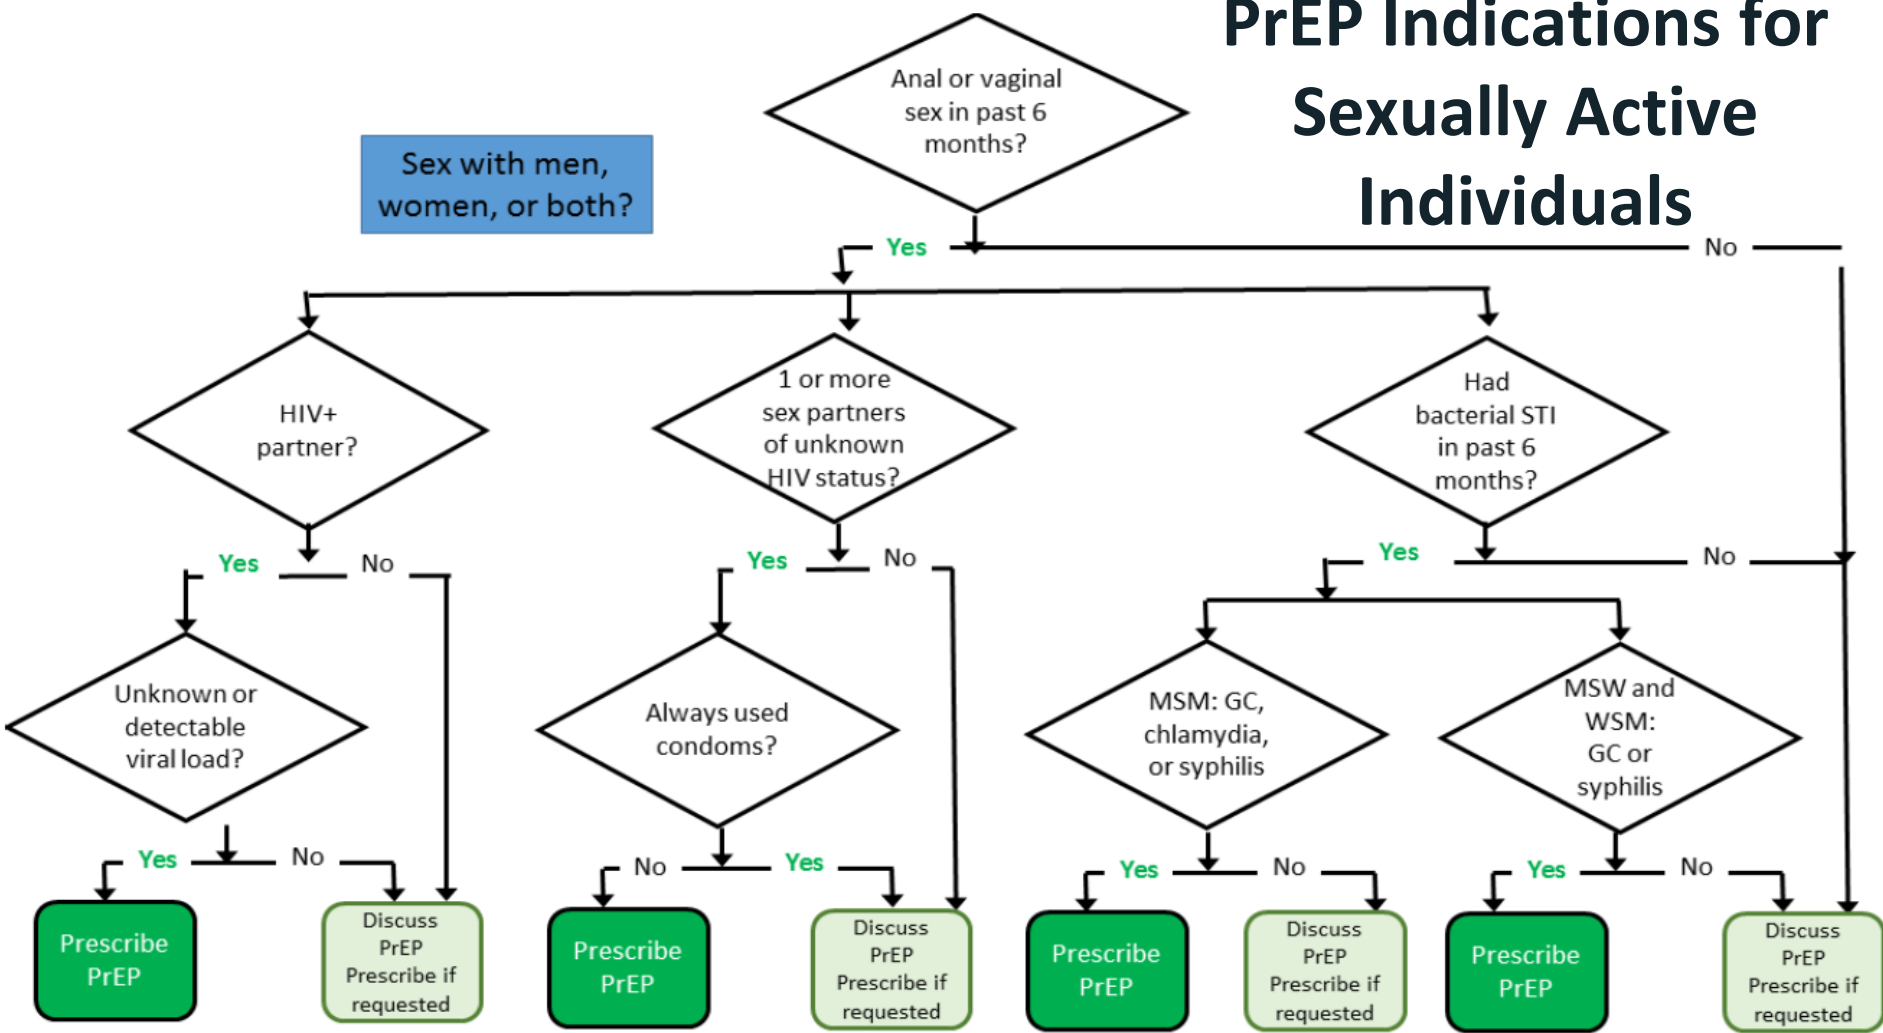 PrEP Indications for
Sexually Active
Individuals
Anal or vaginal
sex in past 6
months?
Sex with men,
women, or both?
Yes
No
HIV+
partner?
1 or more
sex partners
of unknown
HIV status?
Had
bacterial STI
in past 6
months?
Yes
No
Yes
No
Yes
No
Unknown or
detectable
viral load?
Always used
condoms?
MSM: GC,
chlamydia,
or syphilis
MSW and
WSM:
GC or
syphilis
Yes
No
No
Yes
Yes
No
Yes
No
Prescribe
PrEP
Discuss
PrEP
Prescribe if
requested
Prescribe
PrEP
Discuss
PrEP
Prescribe if
requested
Prescribe
PrEP
Discuss
PrEP
Prescribe if
requested
Prescribe
PrEP
Discuss
PrEP
Prescribe if
requested